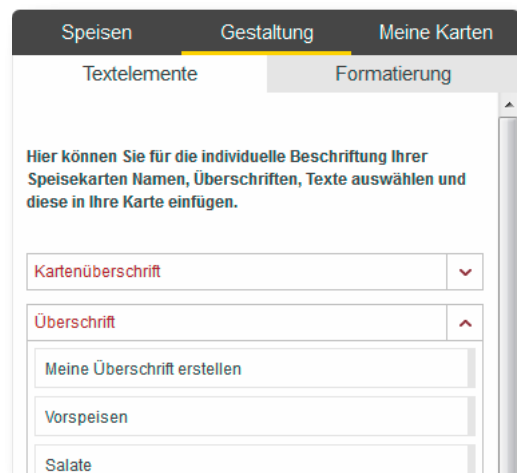 Speisen Gestaltung Meine Karten
Textelemente Formatierung
Hier können Sie für die individuelle Beschriftung Ihrer
Speisekarten Namen, Überschriften, Texte auswählen und
diese in Ihre Karte einfügen.
Kartenüberschrift
Überschrift
Meine Überschrift erstellen
Vorspeisen
Salate